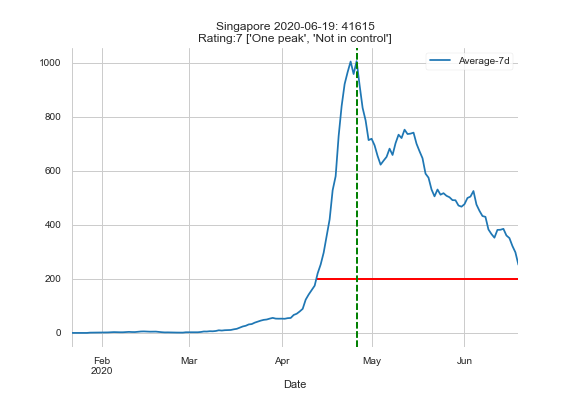 Singapore 2020-06-19: 41615
Rating:7 ['One peak', 'Not in control']
Average-7d
1000
800
600
400
200
0
Feb
2020
Mar
Apr
May
Jun
Date